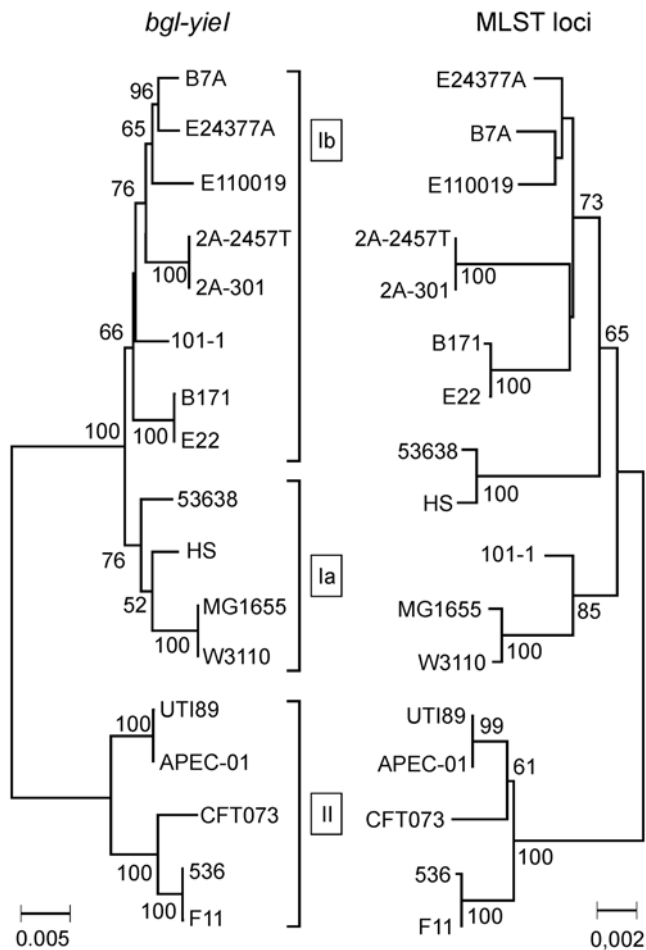 bgl-yieI
B7A
96
E24377A
65
Ib
E110019
76
2A-2457T
100
2A-301
101-1
66
B171
100
E22
100
53638
HS
Ia
76
52
MG1655
100
W3110
UTI89
100
APEC-01
CFT073
II
100
536
100
F11
0.005
MLST loci
E24377A
B7A
E110019
73
2A-2457T
100
2A-301
B171
65
100
E22
53638
100
HS
101-1
MG1655
85
100
W3110
UTI89
99
APEC-01
61
CFT073
100
536
100
F11
0,002